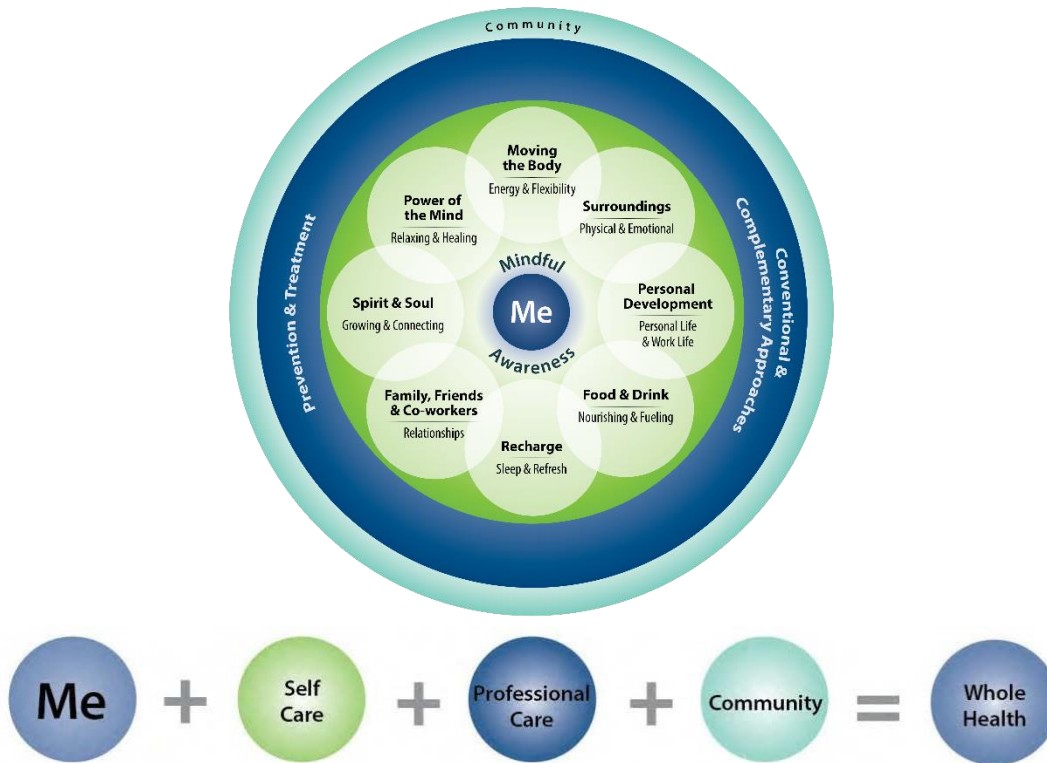 Community
Moving
the Body
Energy & Flexibility
Power of
the Mind
Relaxing & Healing
Surroundings
Physical & Emotional
Mindful
Me
Awareness
Spirit & Soul
Growing & Connecting
Personal
Development
Personal Life
& Work Life
Family, Friends
& Co-workers
Relationships
Food & Drink
Nourishing & Fueling
Recharge
Sleep & Refresh
Prevention & Treatment
Conventional &
Complementary Approaches
Me
+
Self
Care
+
Professional
Care
+
Community
=
Whole
Health